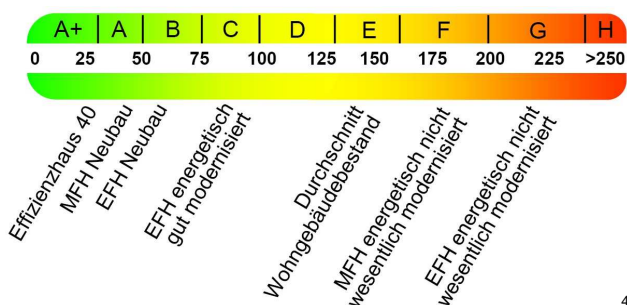 A+ A B C D E F G H
0 25 50 75 100 125 150 175 200 225 >250
Effizienzhaus 40
MFH Neubau
EFH Neubau
EFH energetisch
gut modernisiert
Durchschnitt
Wohngebäudebestand
MFH energetisch nicht
wesentlich modernisiert
EFH energetisch nicht
wesentlich modernisiert